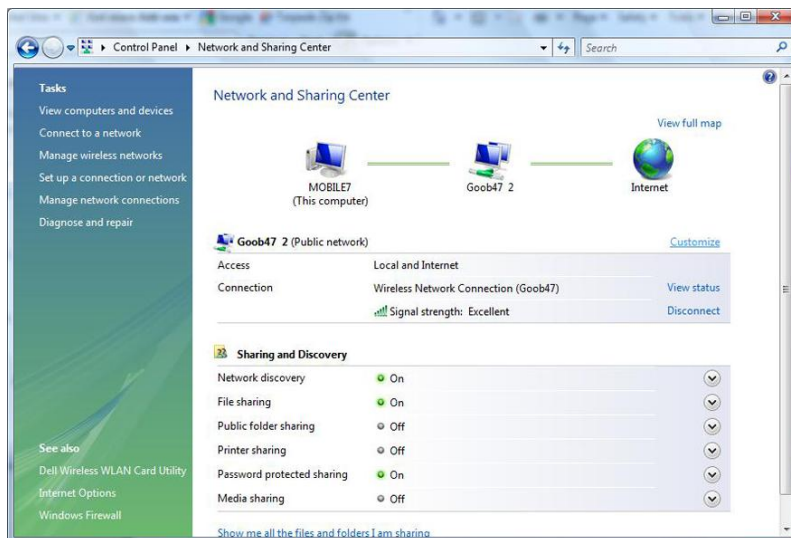 Control Panel ▸ Network and Sharing Center
Search
Tasks
View computers and devices
Connect to a network
Manage wireless networks
Set up a connection or network
Manage network connections
Diagnose and repair
See also
Dell Wireless WLAN Card Utility
Internet Options
Windows Firewall
Network and Sharing Center
View full map
MOBILE7
(This computer)
Goob47 2
Internet
Goob47 2 (Public network)
Customize
Access Local and Internet
Connection Wireless Network Connection (Goob47)
View status
Signal strength: Excellent
Disconnect
Sharing and Discovery
Network discovery On
File sharing On
Public folder sharing Off
Printer sharing Off
Password protected sharing On
Media sharing Off
Show me all the files and folders I am sharing